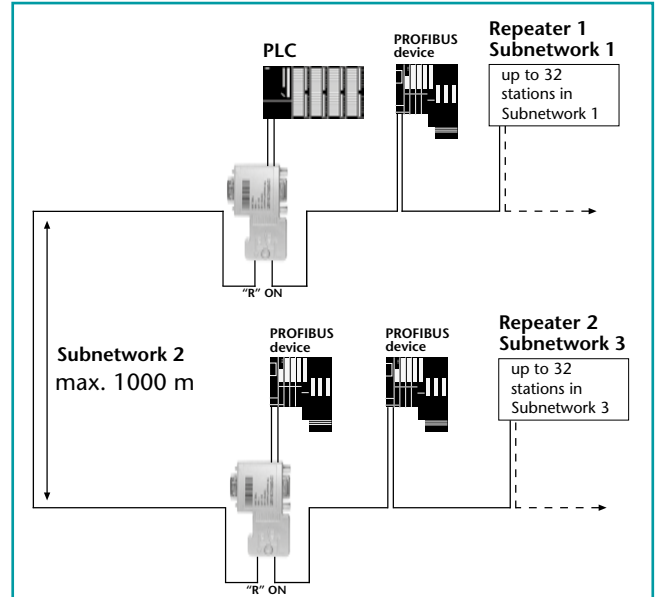 Repeater 1
Subnetwork 1
PROFIBUS
device
PLC
up to 32
stations in
Subnetwork 1
"R" ON
Subnetwork 2
max. 1000 m
PROFIBUS
device
PROFIBUS
device
Repeater 2
Subnetwork 3
up to 32
stations in
Subnetwork 3
"R" ON